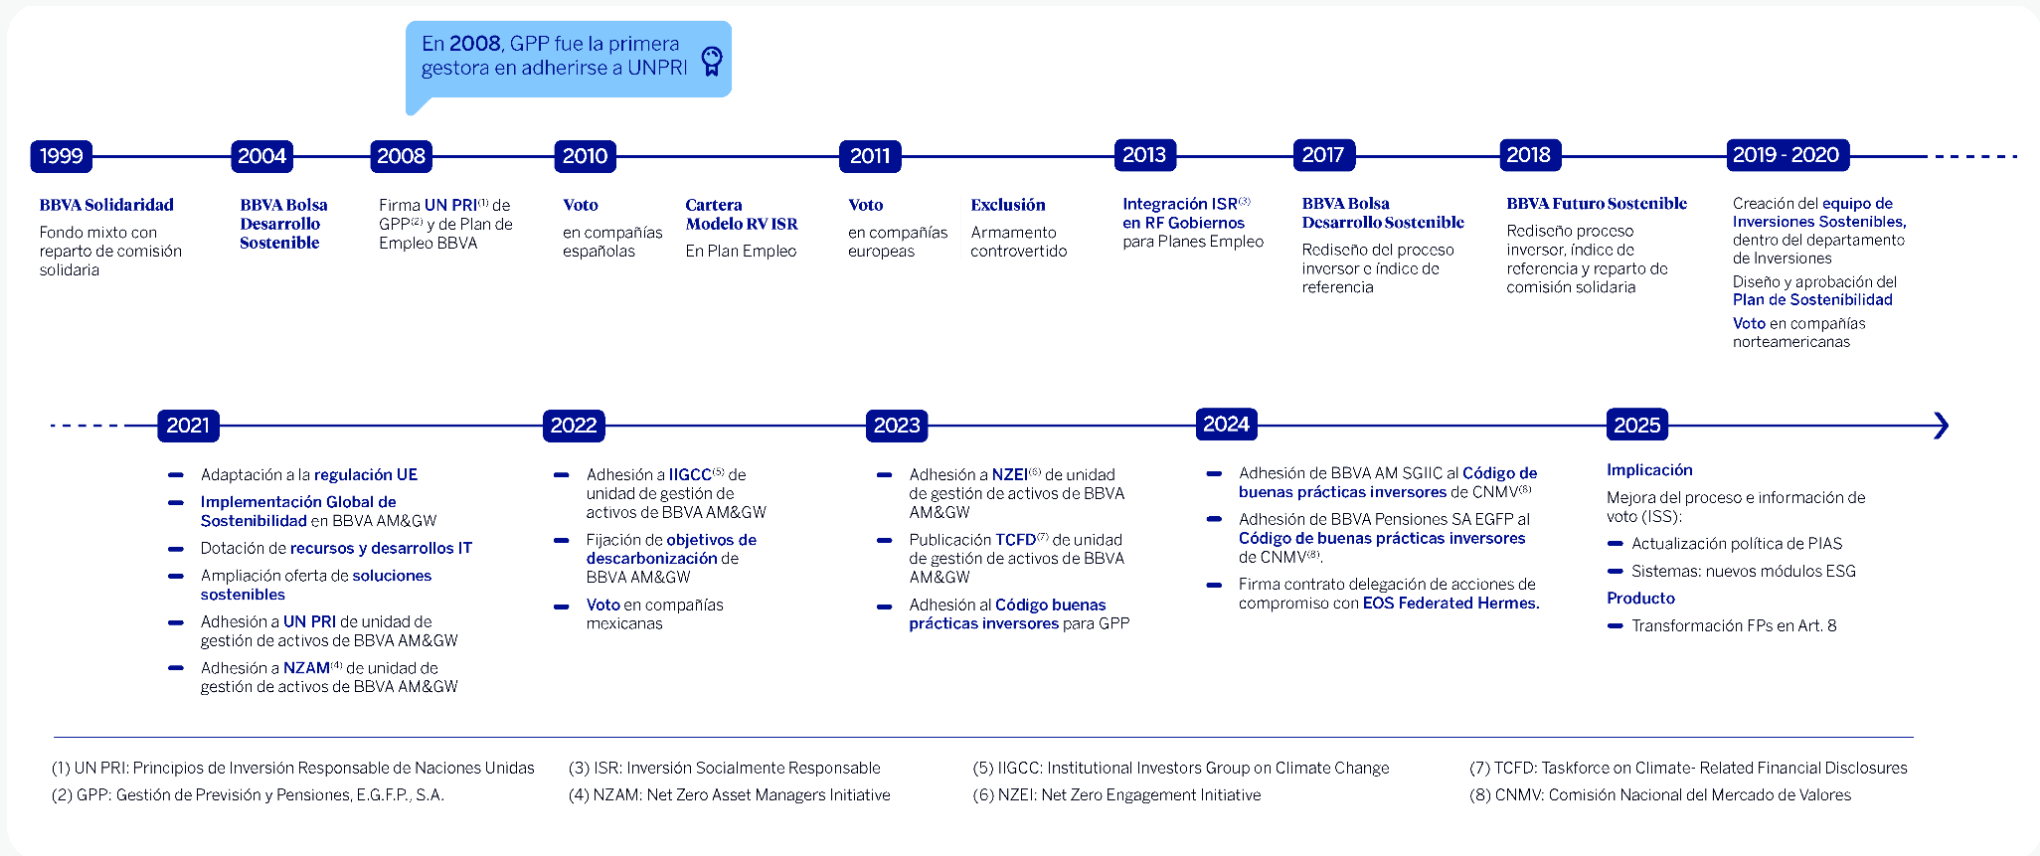 En 2008, GPP fue la primera
gestora en adherirse a UNPRI
1999
BBVA Solidaridad
Fondo mixto con
reparto de comisión
solidaria
2004
BBVA Bolsa
Desarrollo
Sostenible
2008
Firma UN PRI(1) de
GPP(2) y de Plan de
Empleo BBVA
2010
Voto
en compañías
españolas
Cartera
Modelo RV ISR
En Plan Empleo
2011
Voto
en compañías
europeas
Exclusión
Armamento
controvertido
2013
Integración ISR(3)
en RF Gobiernos
para Planes Empleo
2017
BBVA Bolsa
Desarrollo Sostenible
Rediseño del proceso
inversor e índice de
referencia
2018
BBVA Futuro Sostenible
Rediseño proceso
inversor, índice de
referencia y reparto de
comisión solidaria
2019 - 2020
Creación del equipo de
Inversiones Sostenibles,
dentro del departamento
de Inversiones
Diseño y aprobación del
Plan de Sostenibilidad
Voto en compañías
norteamericanas
2021
Adaptación a la regulación UE
Implementación Global de
Sostenibilidad en BBVA AM&GW
Dotación de recursos y desarrollos IT
Ampliación oferta de soluciones
sostenibles
Adhesión a UN PRI de unidad de
gestión de activos de BBVA AM&GW
Adhesión a NZAM(4) de unidad de
gestión de activos de BBVA AM&GW
2022
Adhesión a IIGCC(5) de
unidad de gestión de
activos de BBVA AM&GW
Fijación de objetivos de
descarbonización de
BBVA AM&GW
Voto en compañías
mexicanas
2023
Adhesión a NZEI(6) de unidad
de gestión de activos de BBVA
AM&GW
Publicación TCFD(7) de unidad
de gestión de activos de BBVA
AM&GW
Adhesión al Código buenas
prácticas inversores para GPP
2024
Adhesión de BBVA AM SGIIC al Código de
buenas prácticas inversores de CNMV(8)
Adhesión de BBVA Pensiones SA EGFP al
Código de buenas prácticas inversores
de CNMV(8).
Firma contrato delegación de acciones de
compromiso con EOS Federated Hermes.
2025
Implicación
Mejora del proceso e información de
voto (ISS):
Actualización política de PIAS
Sistemas: nuevos módulos ESG
Producto
Transformación FPs en Art. 8
(1) UN PRI: Principios de Inversión Responsable de Naciones Unidas
(2) GPP: Gestión de Previsión y Pensiones, E.G.F.P., S.A.
(3) ISR: Inversión Socialmente Responsable
(4) NZAM: Net Zero Asset Managers Initiative
(5) IIGCC: Institutional Investors Group on Climate Change
(6) NZEI: Net Zero Engagement Initiative
(7) TCFD: Taskforce on Climate- Related Financial Disclosures
(8) CNMV: Comisión Nacional del Mercado de Valores